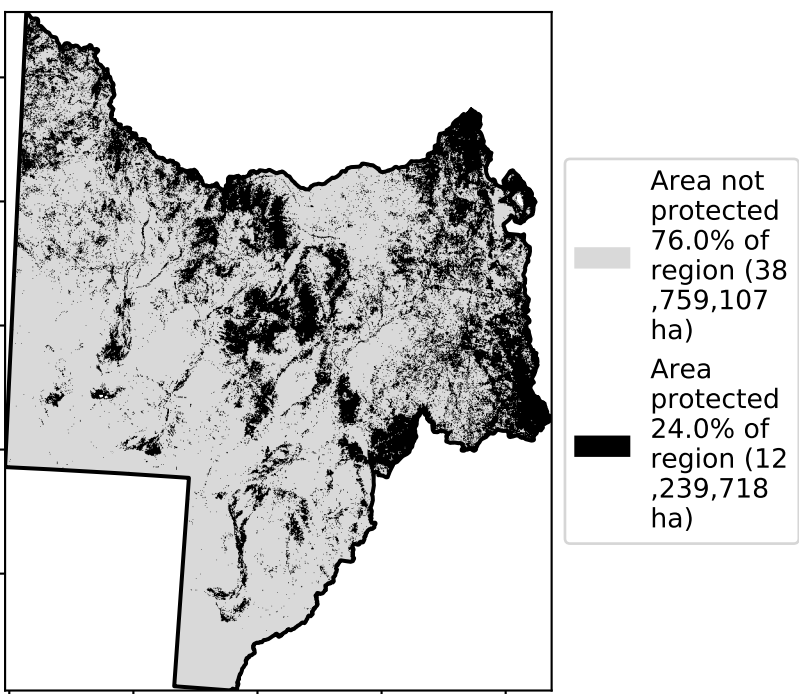 Area not
protected
76.0% of
region (38
,759,107
ha)
Area
protected
24.0% of
region (12
,239,718
ha)